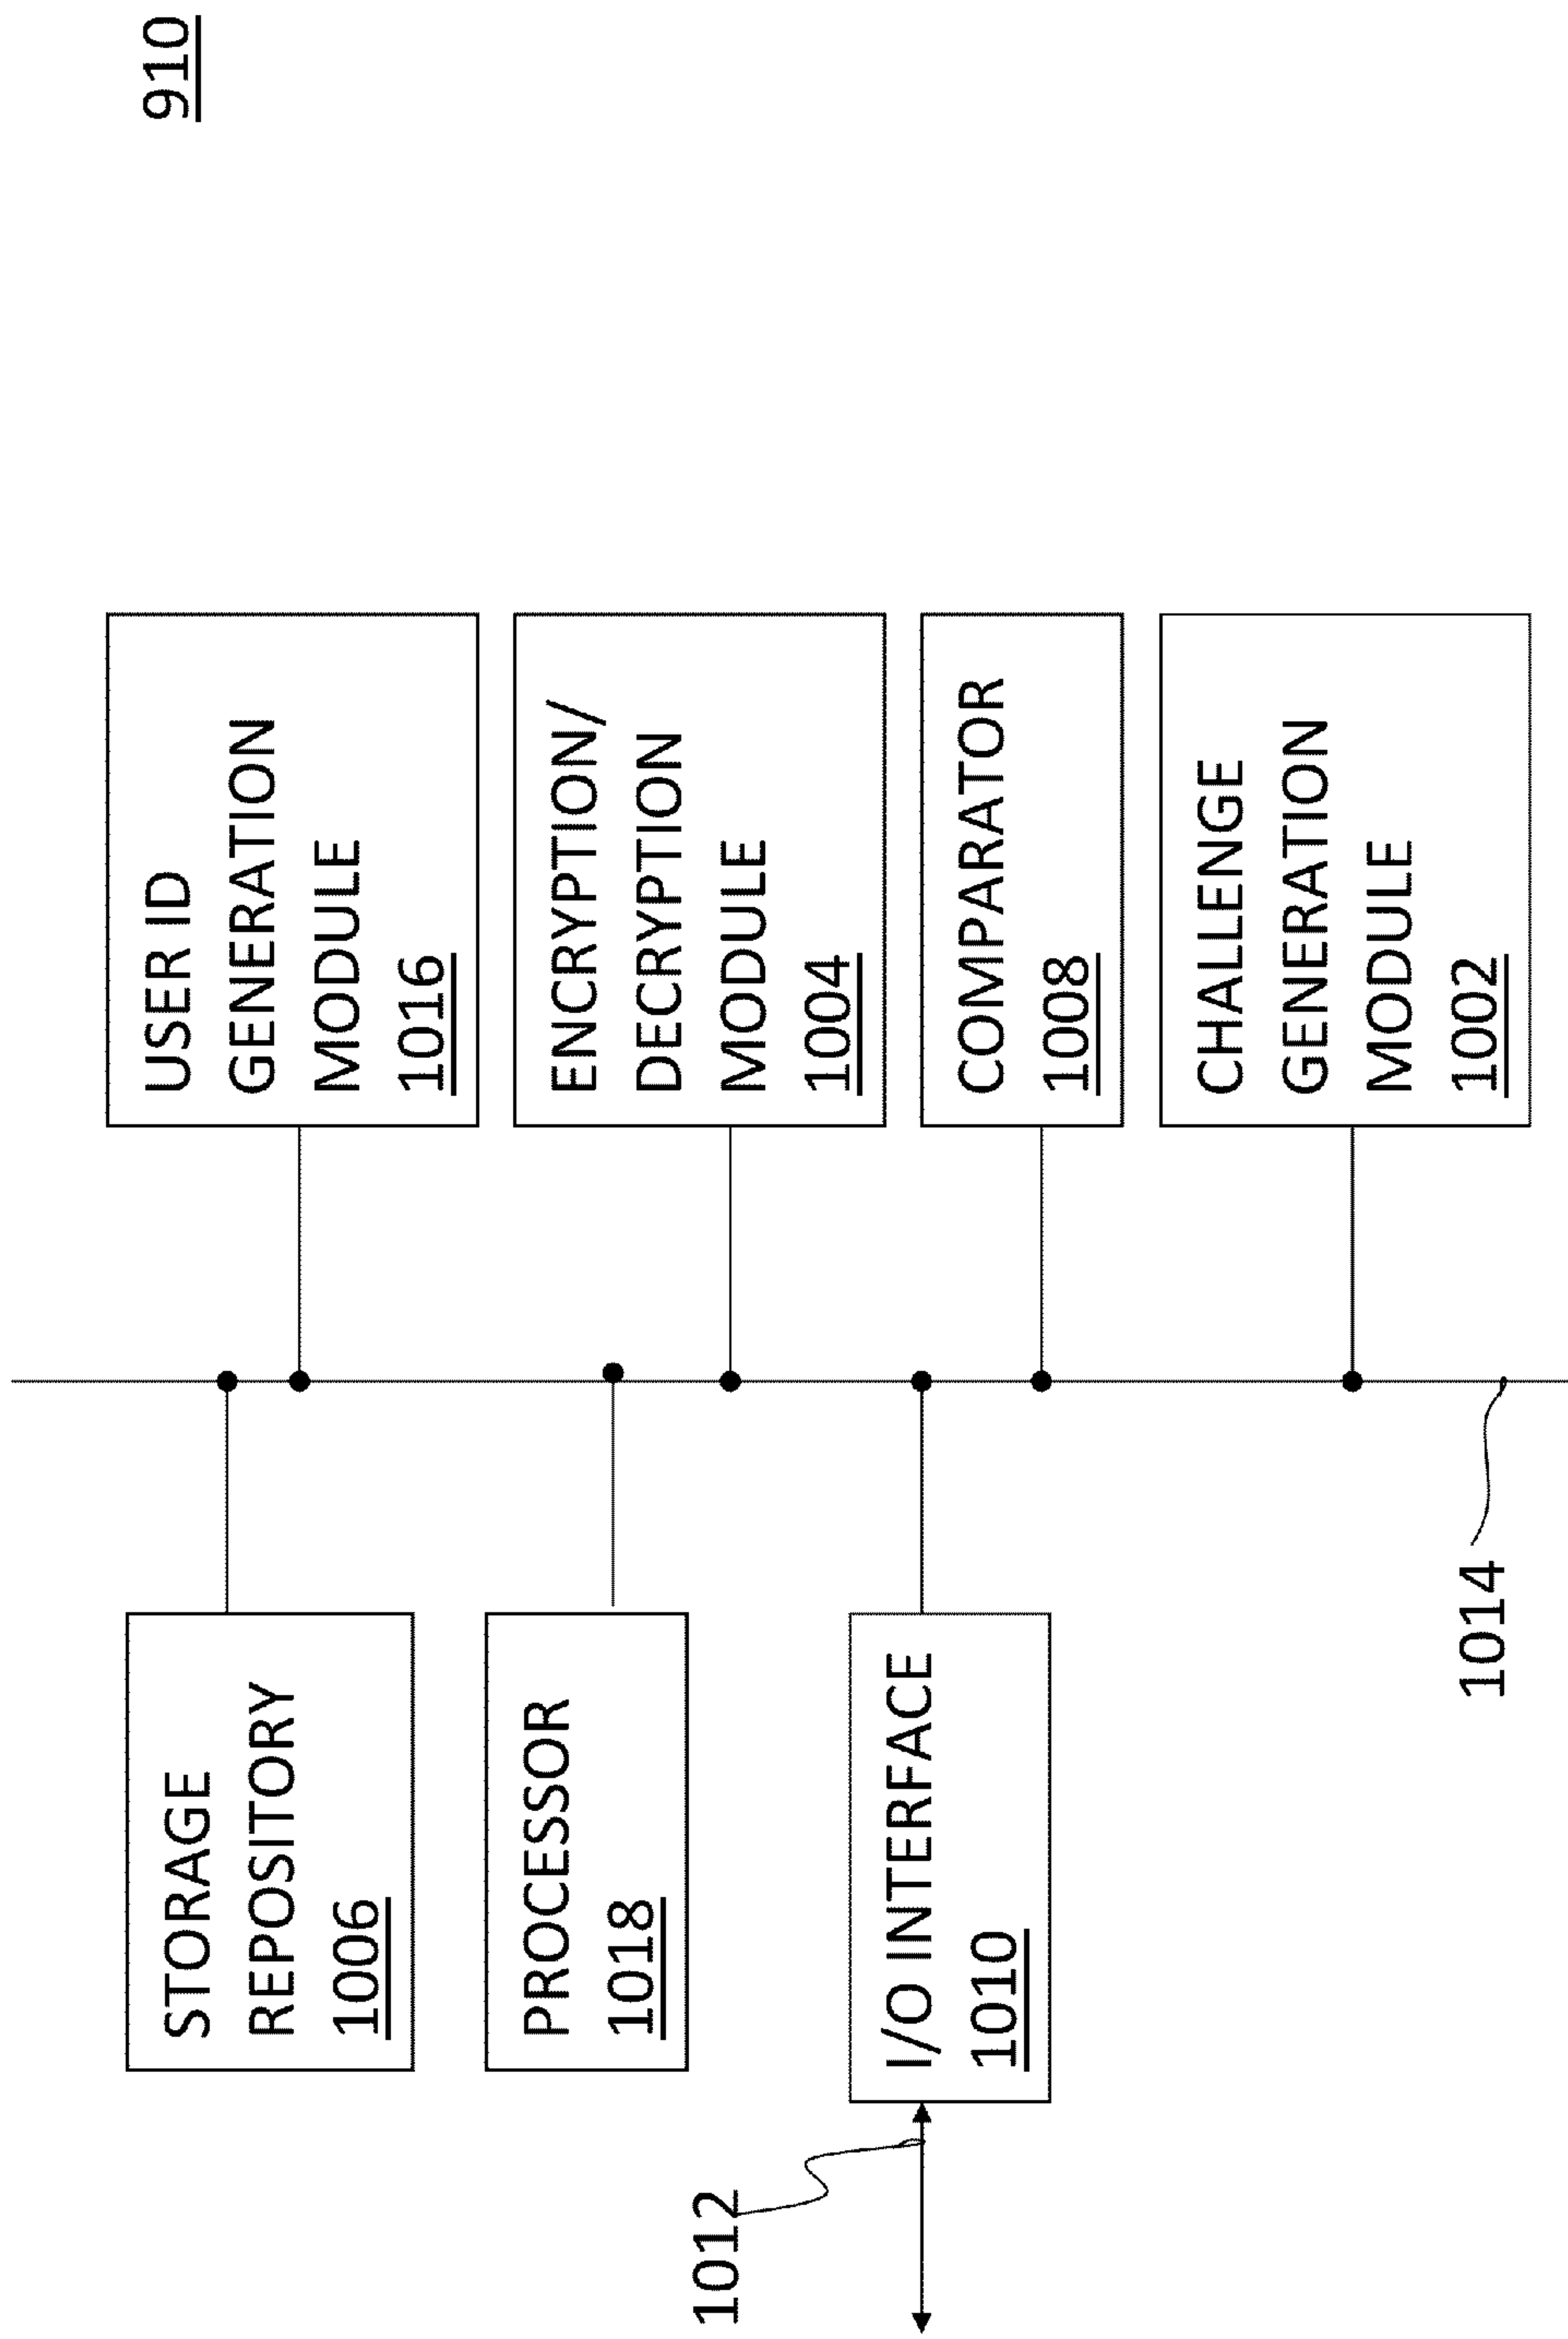 910
USER ID
GENERATION
MODULE
1016
ENCRYPTION/
DECRYPTION
MODULE
1004
COMPARATOR
1008
CHALLENGE
GENERATION
MODULE
1002
STORAGE
REPOSITORY
1006
PROCESSOR
1018
I/O INTERFACE
1010
1012
1014